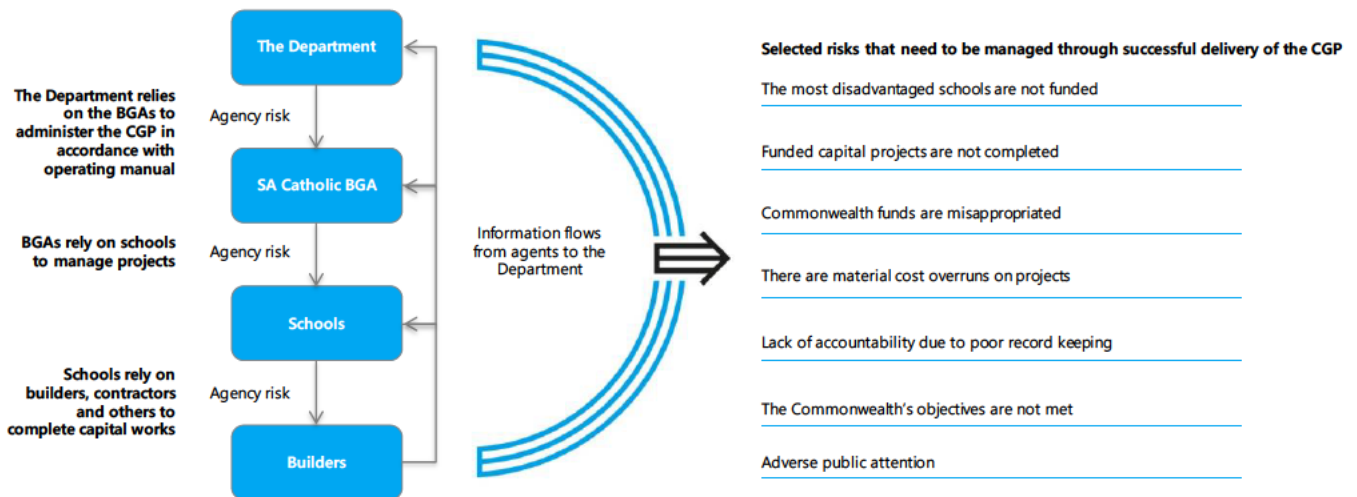 The Department
The Department relies
on the BGAs to
administer the CGP in
accordance with
operating manual
Agency risk
SA Catholic BGA
BGAs rely on schools
to manage projects
Agency risk
Schools
Schools rely on
builders, contractors
and others to
complete capital works
Agency risk
Builders
Information flows
from agents to the
Department
Selected risks that need to be managed through successful delivery of the CGP
The most disadvantaged schools are not funded
Funded capital projects are not completed
Commonwealth funds are misappropriated
There are material cost overruns on projects
Lack of accountability due to poor record keeping
The Commonwealth's objectives are not met
Adverse public attention